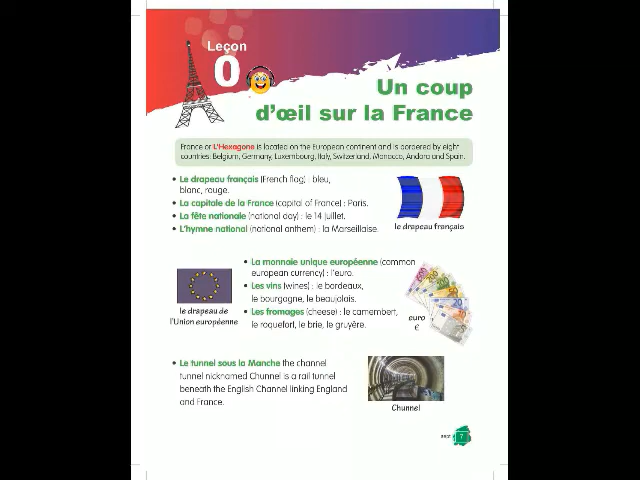 Leçon
0
Un coup
d'œil sur la France
France or L'Hexagone is located on the European continent and is bordered by eight
countries: Belgium, Germany, Luxembourg, Italy, Switzerland, Monacco, Andora and Spain.
• Le drapeau français (French flag) : bleu,
blanc, rouge.
• La capitale de la France (capital of France) : Paris.
• La fête nationale (national day) : le 14 juillet.
• L'hymne national (national anthem) : la Marseillaise.
le drapeau français
• La monnaie unique européenne (common
european currency) : l'euro.
• Les vins (wines) : le bordeaux,
le bourgogne, le beaujolais.
• Les fromages (cheese) : le camembert,
le roquefort, le brie, le gruyère.
le drapeau de
l'Union européenne
euro
€
• Le tunnel sous la Manche the channel
tunnel nicknamed Chunnel is a rail tunnel
beneath the English Channel linking England
and France.
Chunnel
sept 7